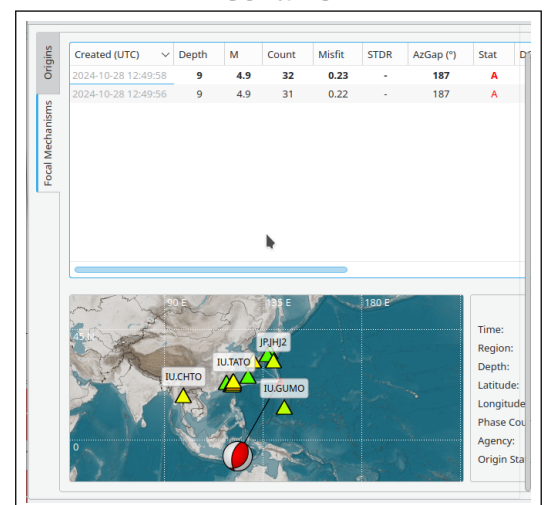 Origins
Focal Mechanisms
Created (UTC) Depth M Count Misfit STDR AzGap (°) Stat
2024-10-28 12:49:58 9 4.9 32 0.23 - 187 A
2024-10-28 12:49:56 9 4.9 31 0.22 - 187 A
90 E 135 E 180 E
45 N
JP.JHJ2
IU.TATO
IU.CHTO
IU.GUMO
0
Time:
Region:
Depth:
Latitude:
Longitude
Phase Cou
Agency:
Origin Sta